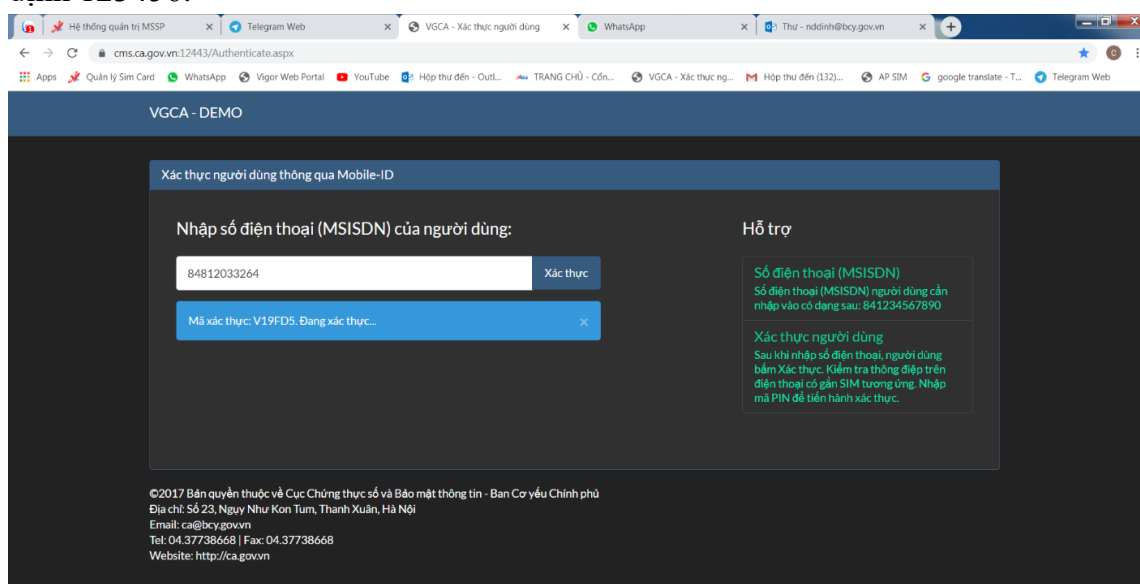 Hệ thống quản trị MSSP
Telegram Web
VGCA - Xác thực người dùng
WhatsApp
Thư - nddinh@bcy.gov.vn
cms.ca.gov.vn:12443/Authenticate.aspx
Apps
Quản lý Sim Card
WhatsApp
Vigor Web Portal
YouTube
Hộp thư đến - Outl...
TRANG CHỦ - Cổn...
VGCA - Xác thực ng...
Hộp thư đến (132)...
AP SIM
google translate - T...
Telegram Web
VGCA - DEMO
Xác thực người dùng thông qua Mobile-ID
Nhập số điện thoại (MSISDN) của người dùng:
84812033264
Xác thực
Mã xác thực: V19FD5. Đang xác thực...
Hỗ trợ
Số điện thoại (MSISDN)
Số điện thoại (MSISDN) người dùng cần
nhập vào có dạng sau: 841234567890
Xác thực người dùng
Sau khi nhập số điện thoại, người dùng
bấm Xác thực. Kiểm tra thông điệp trên
điện thoại có gắn SIM tương ứng. Nhập
mã PIN để tiến hành xác thực.
©2017 Bản quyền thuộc về Cục Chứng thực số và Bảo mật thông tin - Ban Cơ yếu Chính phủ
Địa chỉ: Số 23, Ngụy Như Kon Tum, Thanh Xuân, Hà Nội
Email: ca@bcy.gov.vn
Tel: 04.37738668 | Fax: 04.37738668
Website: http://ca.gov.vn